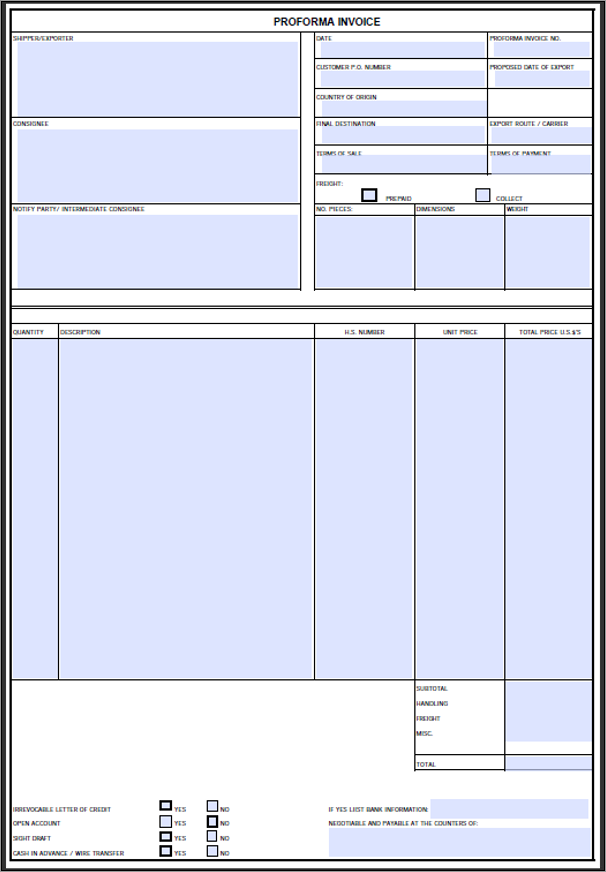 PROFORMA INVOICE
SHIPPER/EXPORTER
DATE
PROFORMA INVOICE NO.
CUSTOMER P.O. NUMBER
PROPOSED DATE OF EXPORT
COUNTRY OF ORIGIN
CONSIGNEE
FINAL DESTINATION
EXPORT ROUTE / CARRIER
TERMS OF SALE
TERMS OF PAYMENT
FREIGHT:
PREPAID
COLLECT
NOTIFY PARTY/ INTERMEDIATE CONSIGNEE
NO. PIECES:
DIMENSIONS
WEIGHT
QUANTITY
DESCRIPTION
H.S. NUMBER
UNIT PRICE
TOTAL PRICE U.S.$'S
SUBTOTAL
HANDLING
FREIGHT
MISC.
TOTAL
IRREVOCABLE LETTER OF CREDIT YES NO
IF YES LIIST BANK INFORMATION:
OPEN ACCOUNT YES NO
NEGOTIABLE AND PAYABLE AT THE COUNTERS OF:
SIGHT DRAFT YES NO
CASH IN ADVANCE / WIRE TRANSFER YES NO